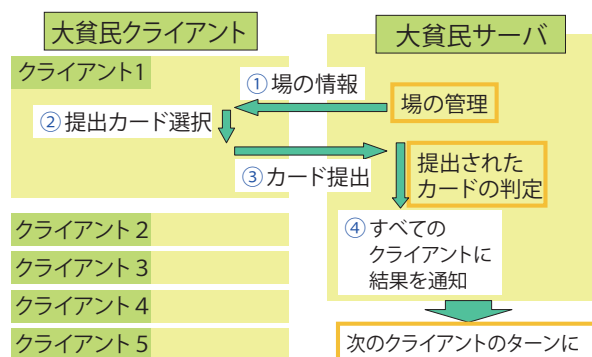 大貧民クライアント
大貧民サーバ
クライアント1
①場の情報
場の管理
②提出カード選択
③カード提出
提出された
カードの判定
④すべての
クライアントに
結果を通知
クライアント2
クライアント3
クライアント4
クライアント5
次のクライアントのターンに